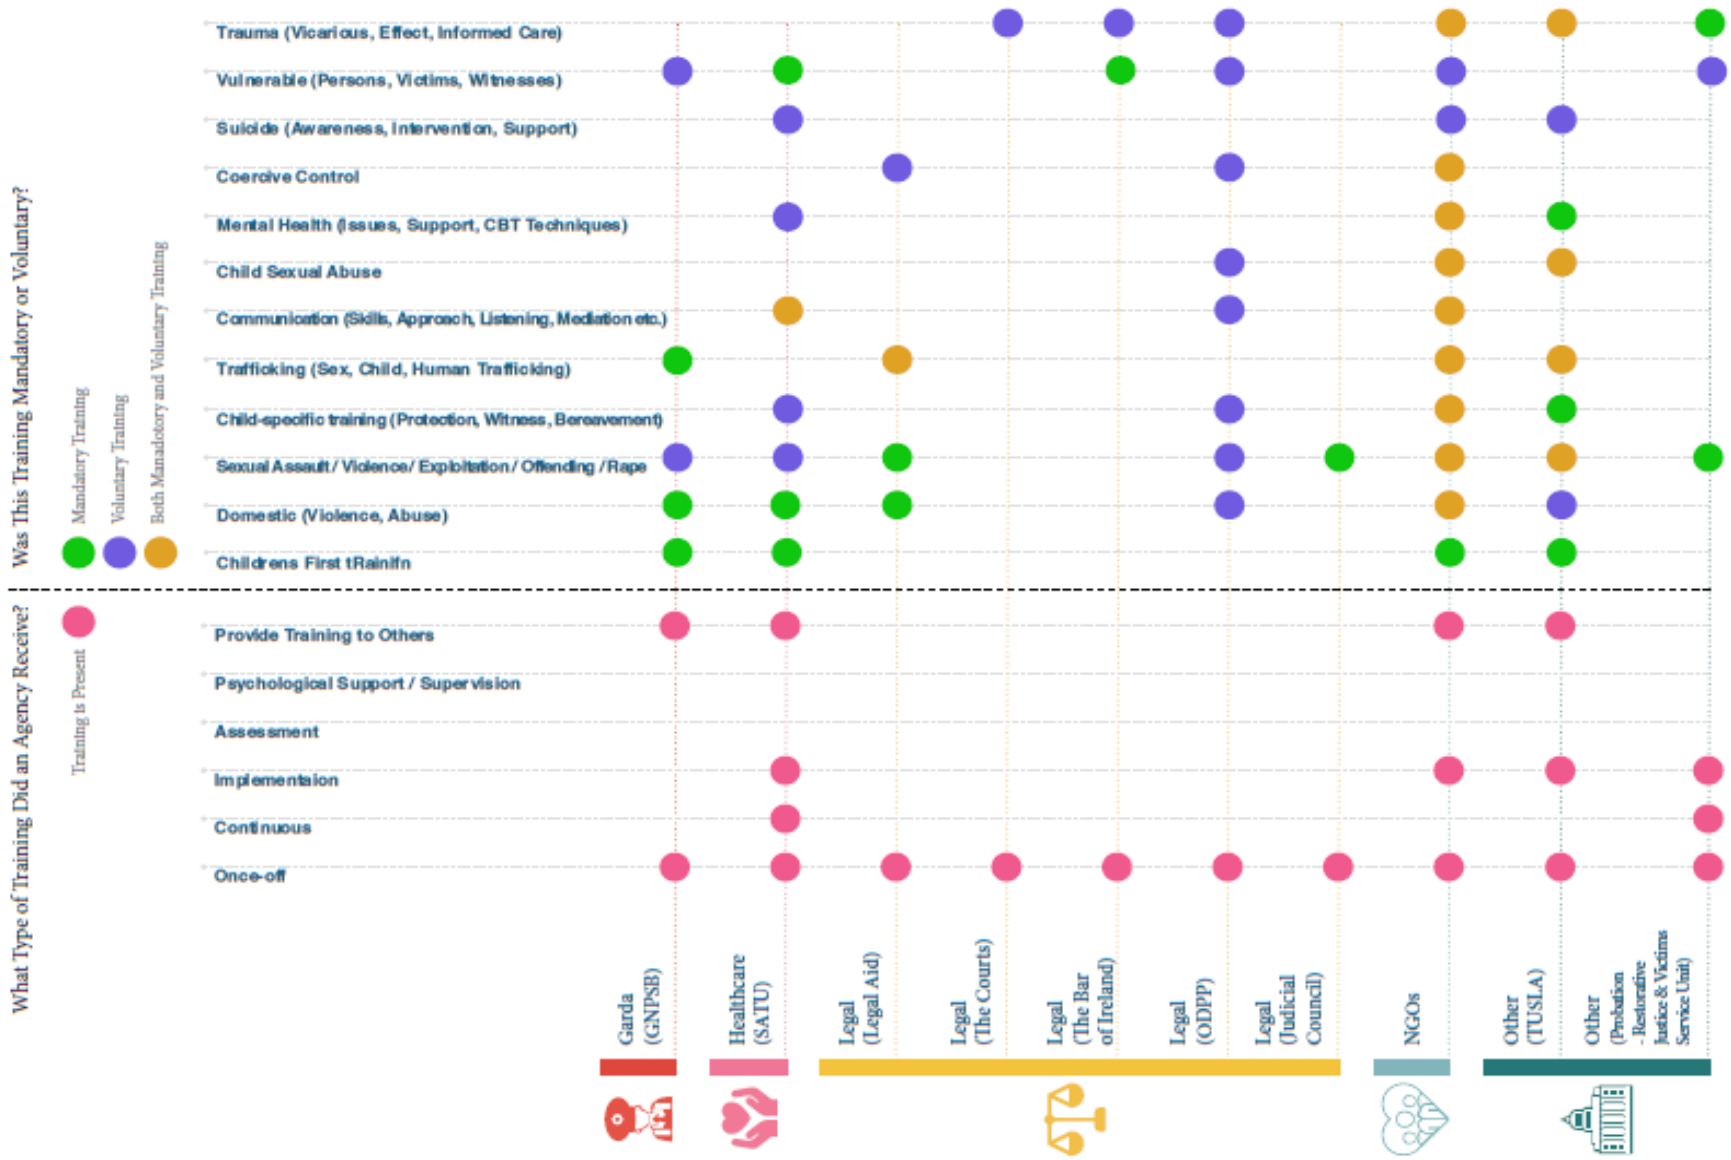 Was This Training Mandatory or Voluntary?
Mandatory Training
Voluntary Training
Both Manadotory and Voluntary Training
Trauma (Vicarious, Effect, Informed Care)
Vulnerable (Persons, Victims, Witnesses)
Suicide (Awareness, Intervention, Support)
Coercive Control
Mental Health (Issues, Support, CBT Techniques)
Child Sexual Abuse
Communication (Skills, Approach, Listening, Mediation etc.)
Trafficking (Sex, Child, Human Trafficking)
Child-specific training (Protection, Witness, Bereavement)
Sexual Assault / Violence/ Exploitation / Offending / Rape
Domestic (Violence, Abuse)
Childrens First tRainifn
What Type of Training Did an Agency Receive?
Training is Present
Provide Training to Others
Psychological Support / Supervision
Assessment
Implementaion
Continuous
Once-off
Garda
(GNPSB)
Healthcare
(SATU)
Legal
(Legal Aid)
Legal
(The Courts)
Legal
(The Bar
of Ireland)
Legal
(ODPP)
Legal
(Judicial
Council)
NGOs
Other
(TUSLA)
Other
(Probation
- Restorative
Justice & Victims
Service Unit)